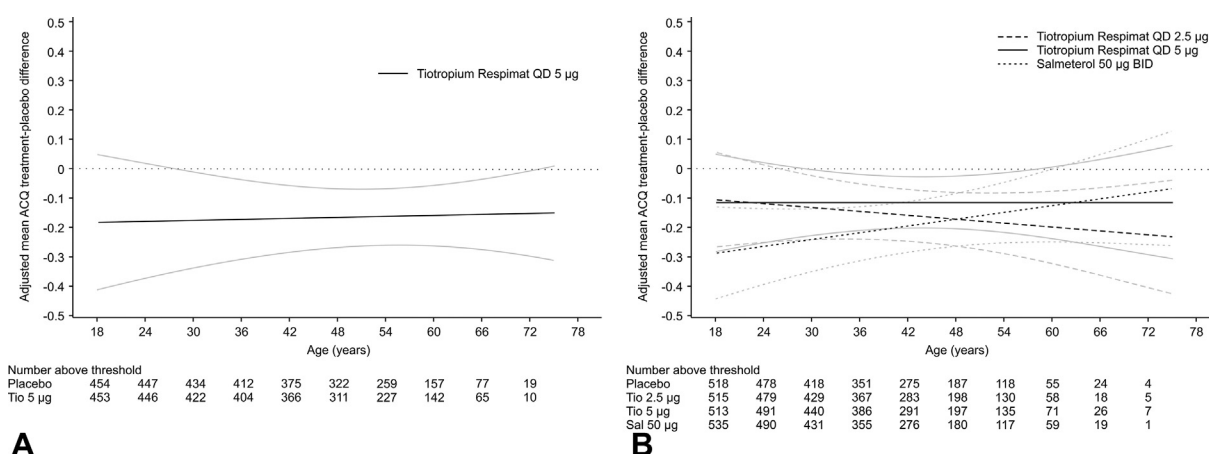 Adjusted mean ACQ treatment-placebo difference
0.5
0.4
0.3
0.2
0.1
0
-0.1
-0.2
-0.3
-0.4
-0.5
Tiotropium Respimat QD 5 µg
18 24 30 36 42 48 54 60 66 72 78
Age (years)
Number above threshold
Placebo 454 447 434 412 375 322 259 157 77 19
Tio 5 µg 453 446 422 404 366 311 227 142 65 10
A
Adjusted mean ACQ treatment-placebo difference
0.5
0.4
0.3
0.2
0.1
0
-0.1
-0.2
-0.3
-0.4
-0.5
Tiotropium Respimat QD 2.5 µg
Tiotropium Respimat QD 5 µg
Salmeterol 50 µg BID
18 24 30 36 42 48 54 60 66 72 78
Age (years)
Number above threshold
Placebo 518 478 418 351 275 187 118 55 24 4
Tio 2.5 µg 515 479 429 367 283 198 130 58 18 5
Tio 5 µg 513 491 440 386 291 197 135 71 26 7
Sal 50 µg 535 490 431 355 276 180 117 59 19 1
B